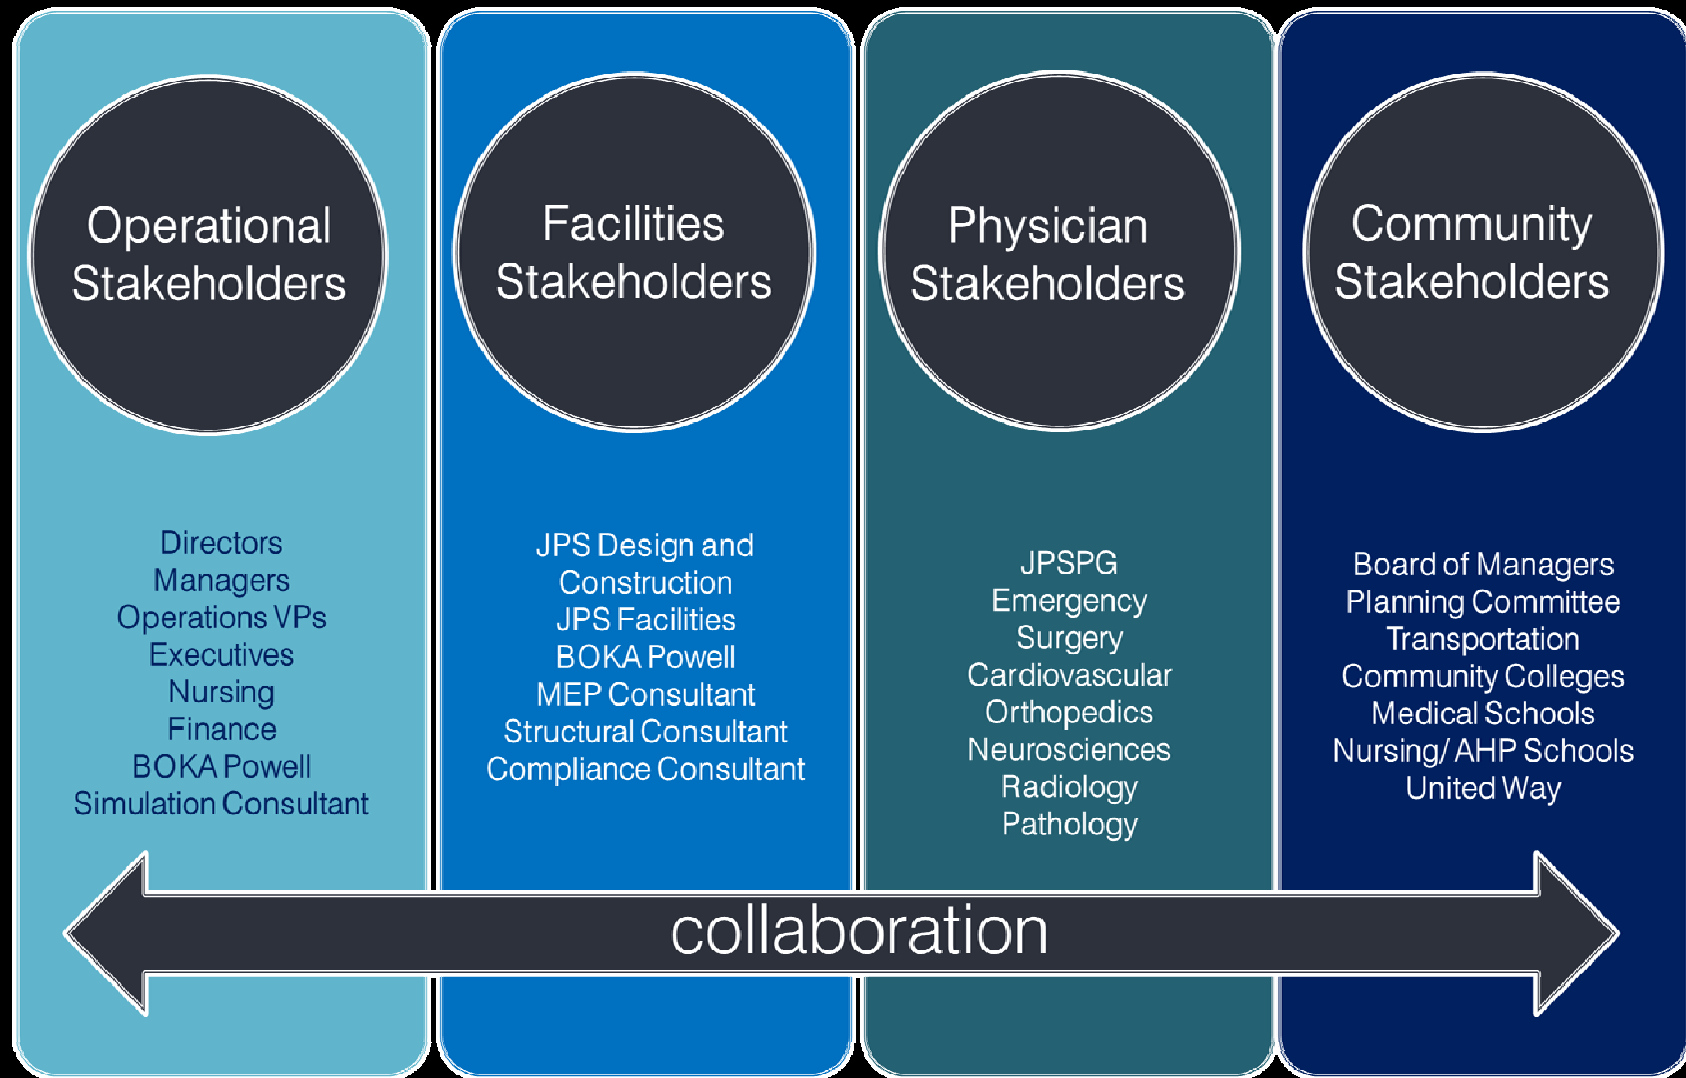 Operational
Stakeholders
Directors
Managers
Operations VPs
Executives
Nursing
Finance
BOKA Powell
Simulation Consultant
Facilities
Stakeholders
JPS Design and
Construction
JPS Facilities
BOKA Powell
MEP Consultant
Structural Consultant
Compliance Consultant
Physician
Stakeholders
JPSPG
Emergency
Surgery
Cardiovascular
Orthopedics
Neurosciences
Radiology
Pathology
Community
Stakeholders
Board of Managers
Planning Committee
Transportation
Community Colleges
Medical Schools
Nursing/ AHP Schools
United Way
collaboration